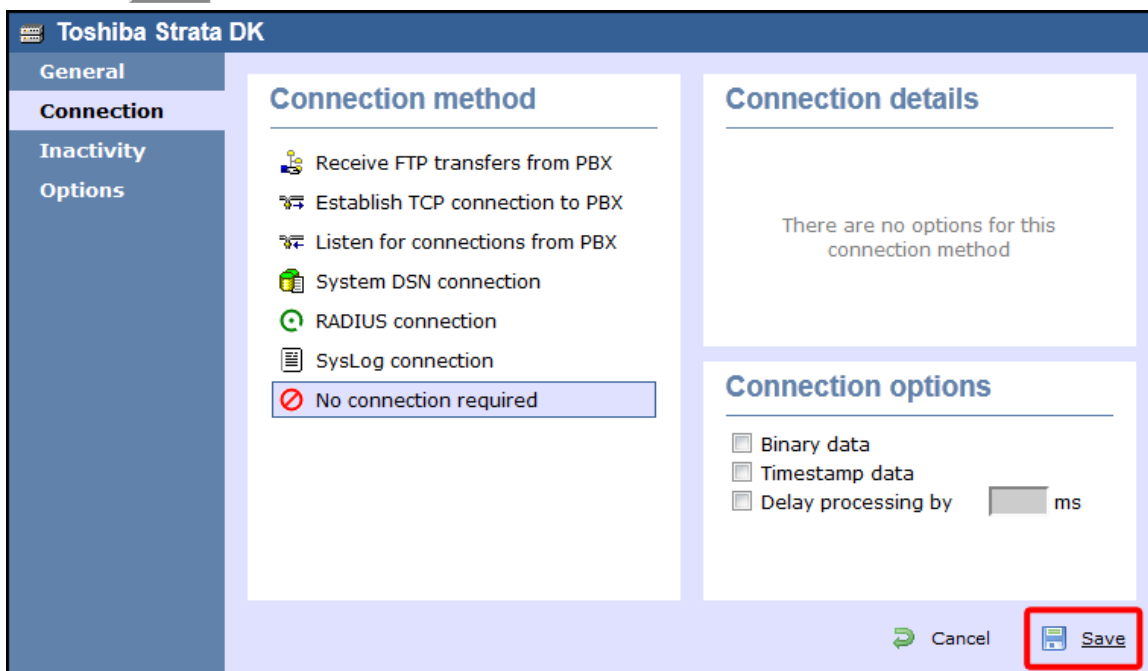 Toshiba Strata DK
General
Connection
Inactivity
Options
Connection method
Receive FTP transfers from PBX
Establish TCP connection to PBX
Listen for connections from PBX
System DSN connection
RADIUS connection
SysLog connection
No connection required
Connection details
There are no options for this
connection method
Connection options
Binary data
Timestamp data
Delay processing by ms
Cancel
Save